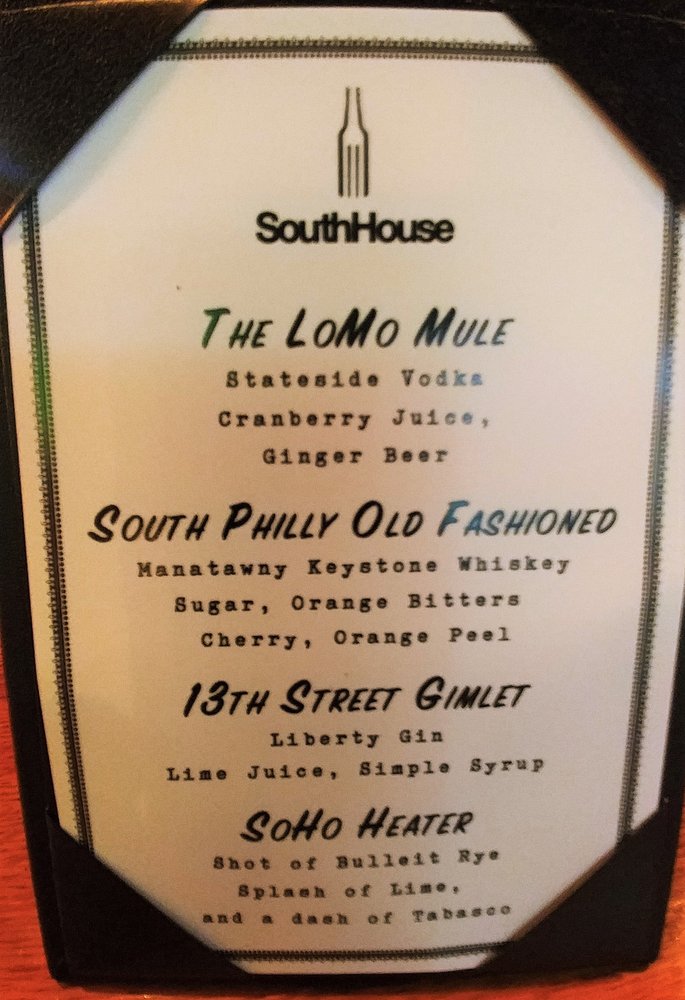 SouthHouse
The LoMo Mule
Stateside Vodka
Cranberry Juice,
Ginger Beer
South Philly Old Fashioned
Manatawny Keystone Whiskey
Sugar, Orange Bitters
Cherry, Orange Peel
13th Street Gimlet
Liberty Gin
Lime Juice, Simple Syrup
SoHo Heater
Shot of Bulleit Rye
Splash of Lime,
and a dash of Tabasco